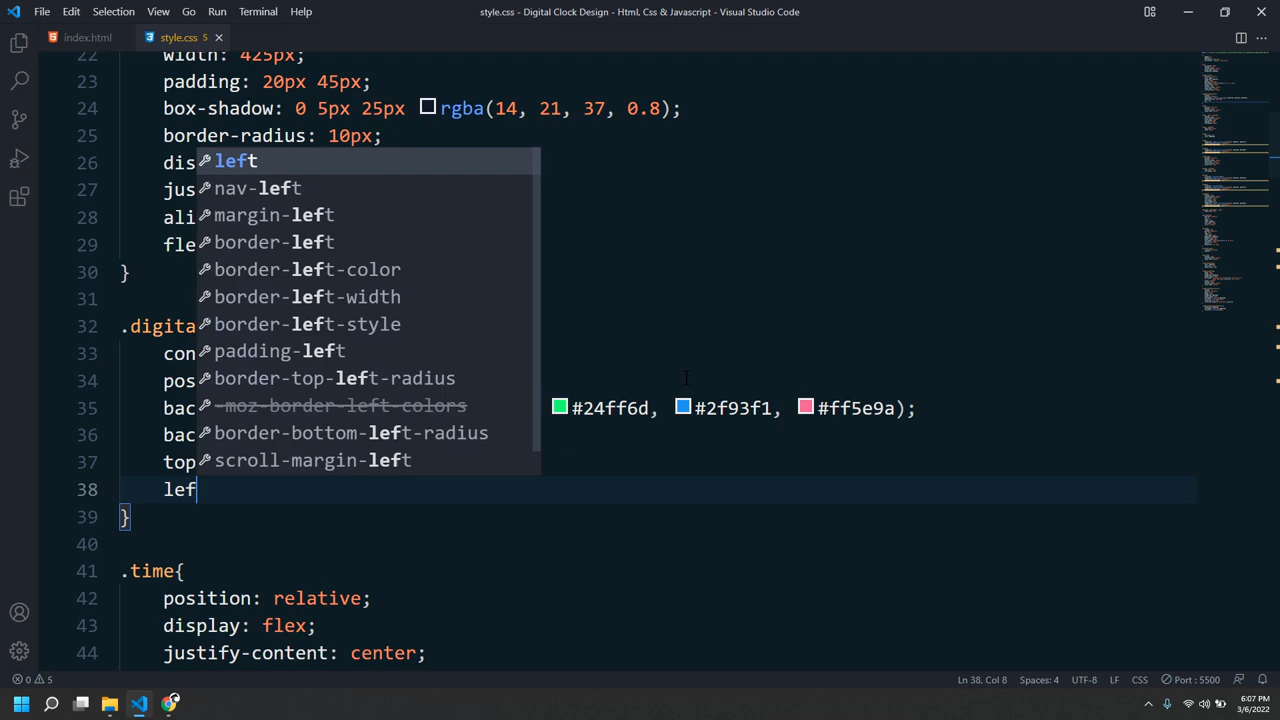 File Edit Selection View Go Run Terminal Help style.css - Digital Clock Design - Html, Css & Javascript - Visual Studio Code
index.html style.css 5
22 width: 425px;
23 padding: 20px 45px;
24 box-shadow: 0 5px 25px rgba(14, 21, 37, 0.8);
25 border-radius: 10px;
26 dis left
27 jus nav-left
28 ali margin-left
29 fle border-left
30 } border-left-color
31 border-left-width
32 .digita border-left-style
33 con padding-left
34 pos border-top-left-radius
35 bac -moz-border-left-colors #24ff6d, #2f93f1, #ff5e9a);
36 bac border-bottom-left-radius
37 top scroll-margin-left
38 lef
39 }
40
41 .time{
42 position: relative;
43 display: flex;
44 justify-content: center;
0 5 Ln 38, Col 8 Spaces: 4 UTF-8 LF CSS Port : 5500
6:07 PM
3/6/2022